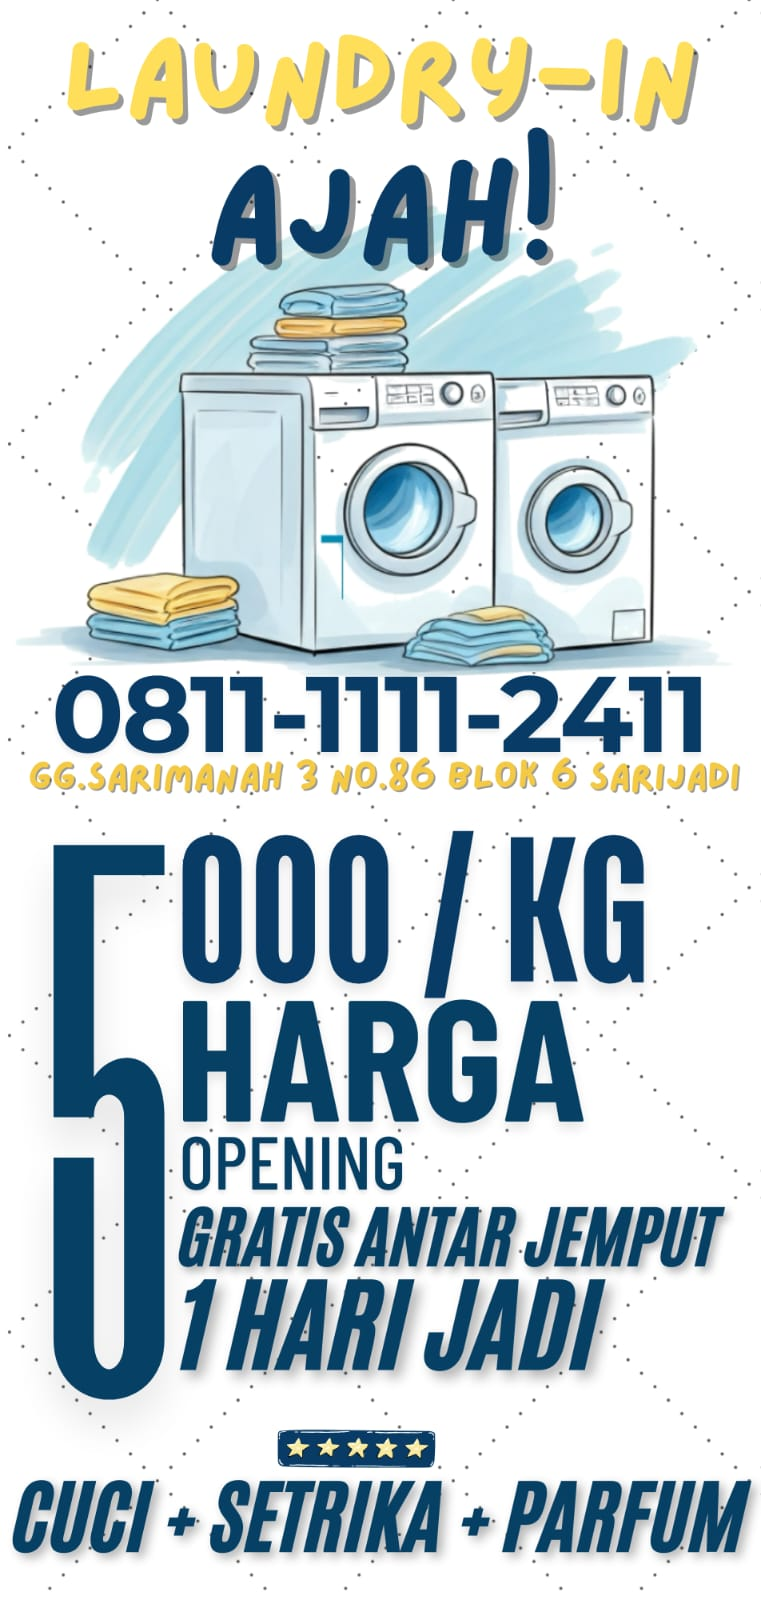 LAUNDRY-IN
AJAH!
0811-1111-2411
GG.SARIMANAH 3 NO.86 BLOK 6 SARIJADI
5000 / KG
HARGA
OPENING
GRATIS ANTAR JEMPUT
1 HARI JADI
CUCI + SETRIKA + PARFUM